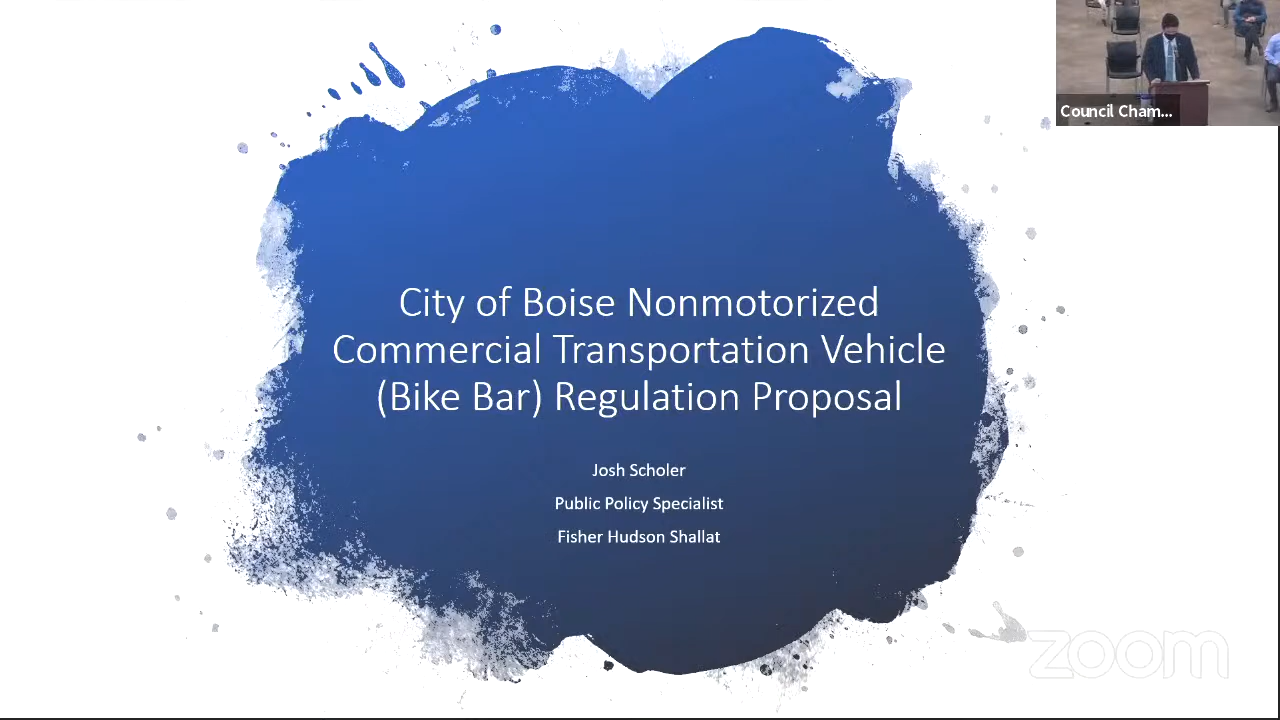 Council Cham...
City of Boise Nonmotorized
Commercial Transportation Vehicle
(Bike Bar) Regulation Proposal
Josh Scholer
Public Policy Specialist
Fisher Hudson Shallat
zoom